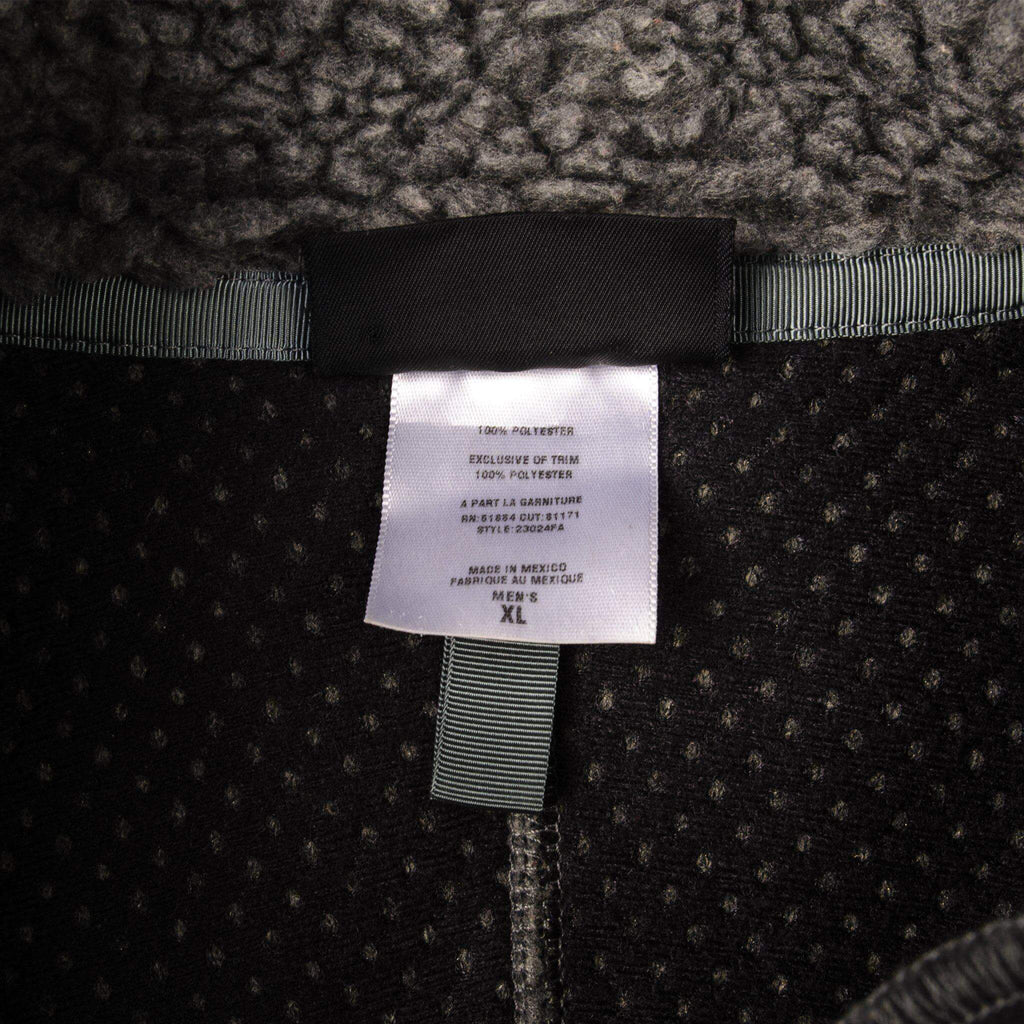 100% POLYESTER
EXCLUSIVE OF TRIM
100% POLYESTER
A PART LA GARNITURE
RN:51884 CUT:81171
STYLE:23024FA
MADE IN MEXICO
FABRIQUE AU MEXIQUE
MEN'S
XL